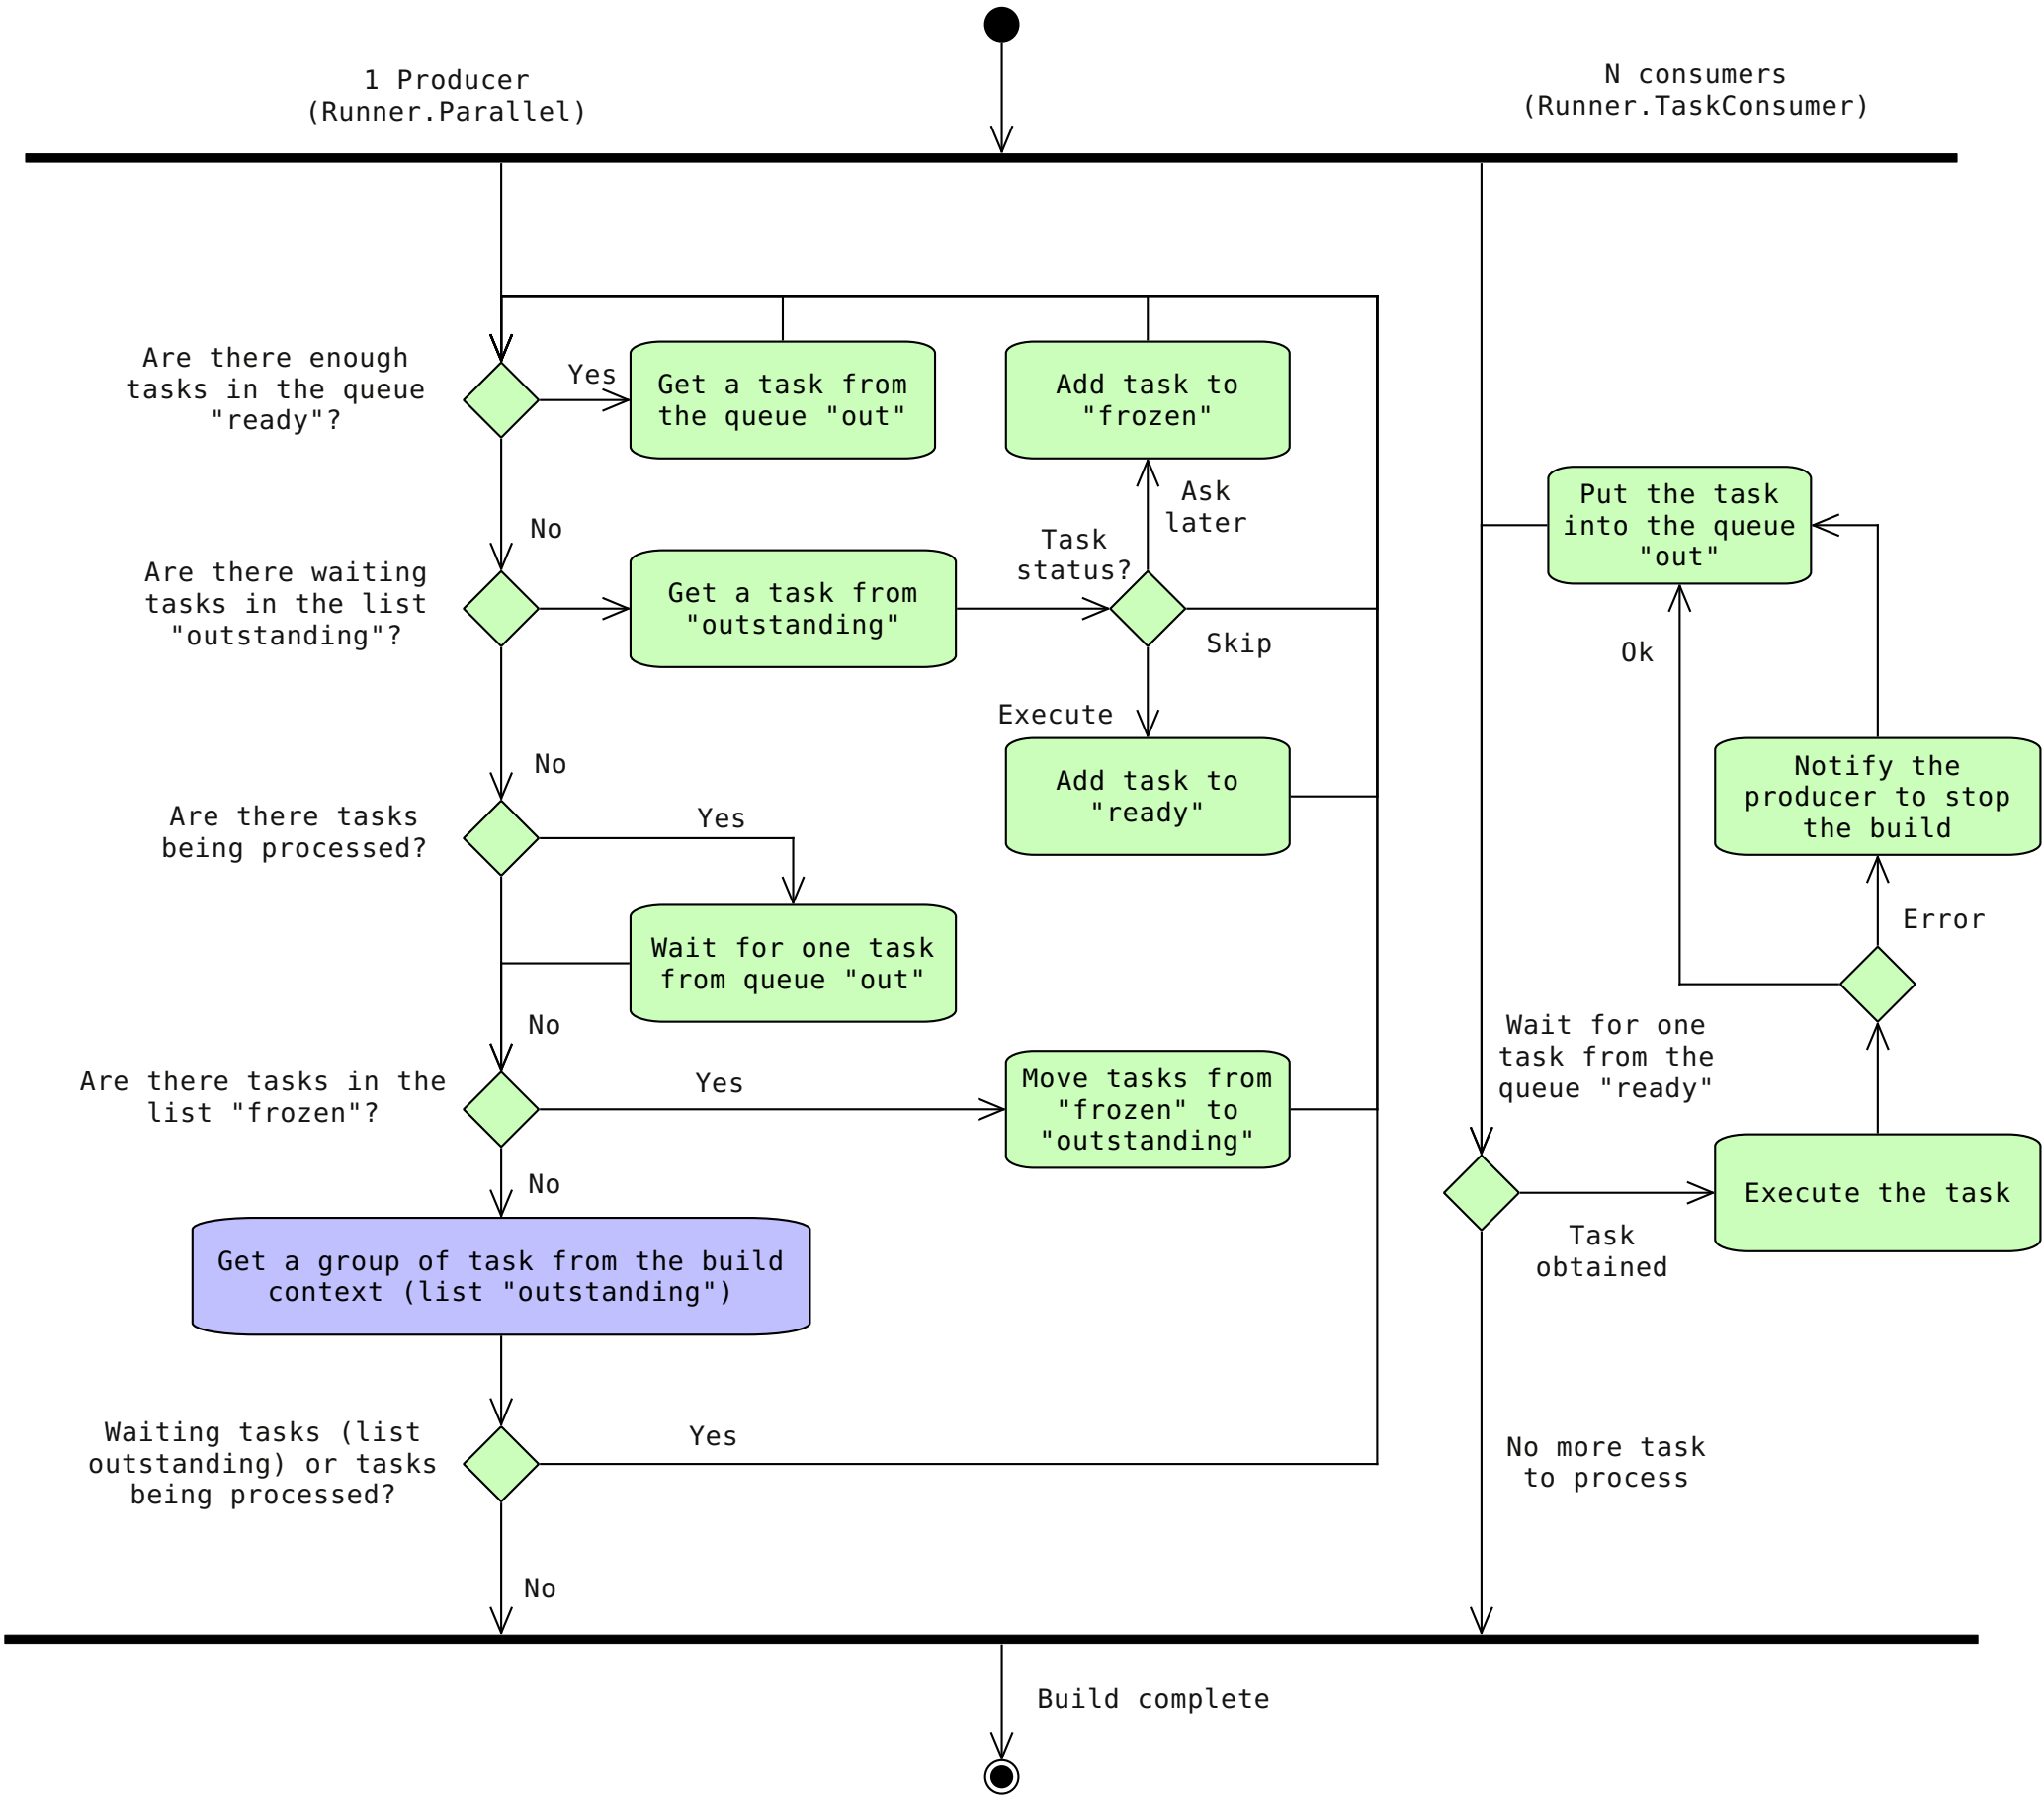 1 Producer
(Runner.Parallel)
N consumers
(Runner.TaskConsumer)
Are there enough
tasks in the queue
"ready"?
Yes
Get a task from
the queue "out"
Add task to
"frozen"
Ask
later
No
Are there waiting
tasks in the list
"outstanding"?
Get a task from
"outstanding"
Task
status?
Skip
Execute
Add task to
"ready"
No
Are there tasks
being processed?
Yes
Wait for one task
from queue "out"
No
Are there tasks in the
list "frozen"?
Yes
Move tasks from
"frozen" to
"outstanding"
No
Get a group of task from the build
context (list "outstanding")
Waiting tasks (list
outstanding) or tasks
being processed?
Yes
No
Put the task
into the queue
"out"
Ok
Notify the
producer to stop
the build
Error
Wait for one
task from the
queue "ready"
Execute the task
Task
obtained
No more task
to process
Build complete